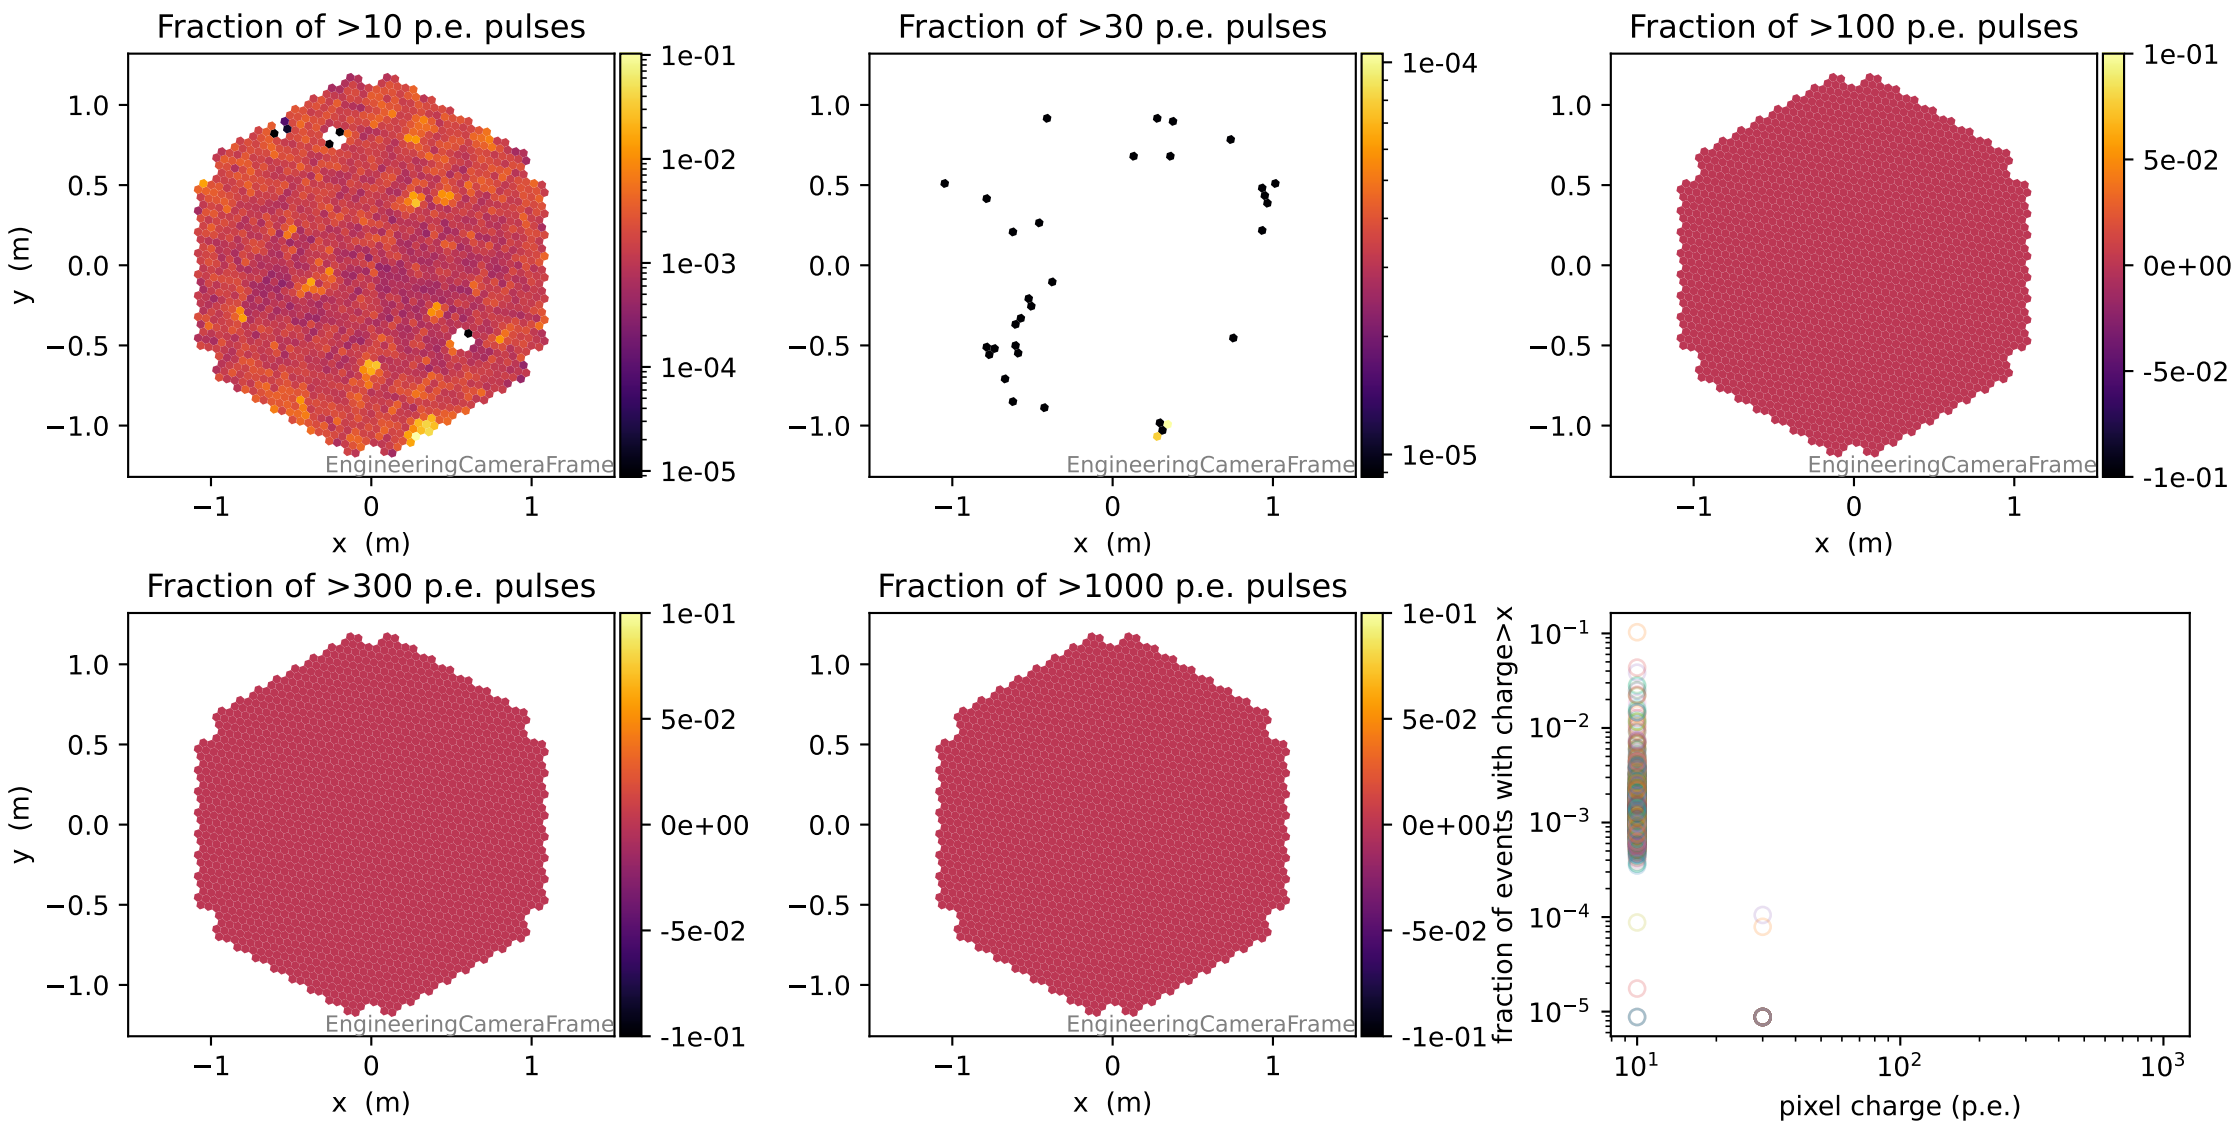 Fraction of >10 p.e. pulses
1.0
0.5
0.0
−0.5
−1.0
y (m)
−1
0
1
x (m)
EngineeringCameraFrame
1e-01
1e-02
1e-03
1e-04
1e-05
Fraction of >30 p.e. pulses
1.0
0.5
0.0
−0.5
−1.0
−1
0
1
x (m)
EngineeringCameraFrame
1e-04
1e-05
Fraction of >100 p.e. pulses
1.0
0.5
0.0
−0.5
−1.0
−1
0
1
x (m)
EngineeringCameraFrame
1e-01
5e-02
0e+00
-5e-02
-1e-01
Fraction of >300 p.e. pulses
1.0
0.5
0.0
−0.5
−1.0
y (m)
−1
0
1
x (m)
EngineeringCameraFrame
1e-01
5e-02
0e+00
-5e-02
-1e-01
Fraction of >1000 p.e. pulses
1.0
0.5
0.0
−0.5
−1.0
−1
0
1
x (m)
EngineeringCameraFrame
1e-01
5e-02
0e+00
-5e-02
-1e-01
fraction of events with charge>x
10⁻¹
10⁻²
10⁻³
10⁻⁴
10⁻⁵
10¹
10²
10³
pixel charge (p.e.)